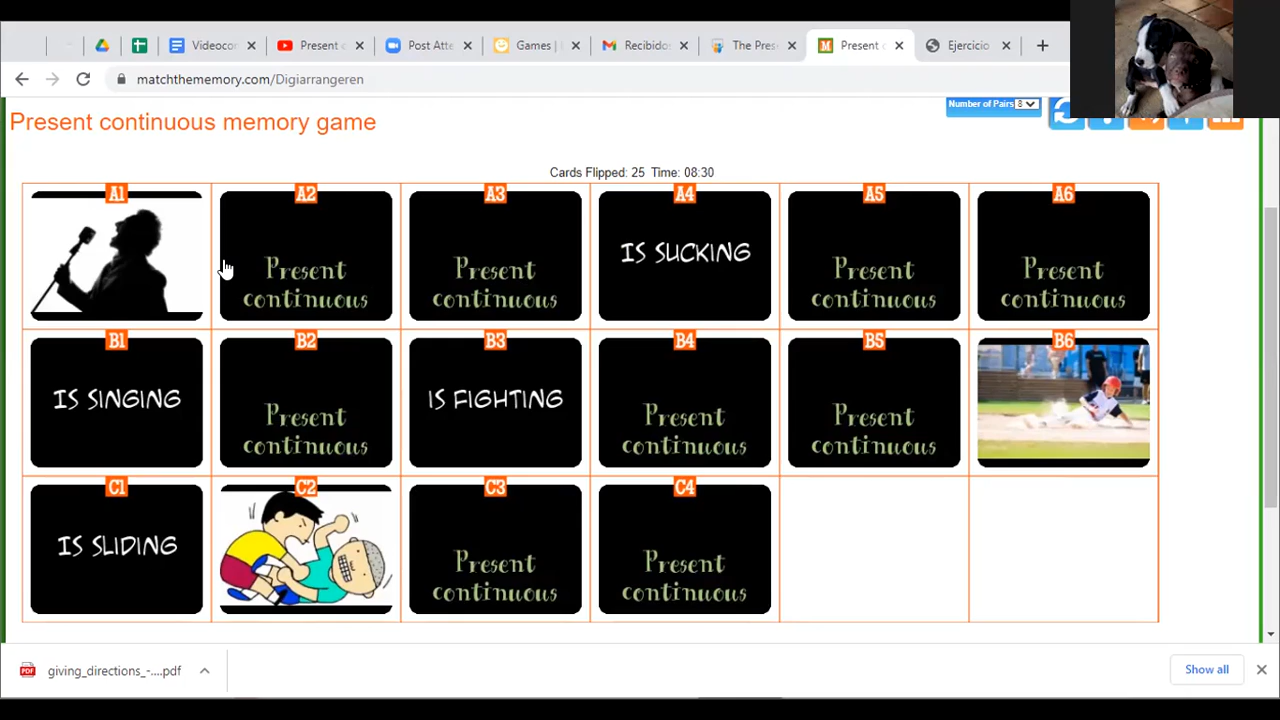 Videocor
Present c
Post Atte
Games |
Recibidos
The Pres
Present c
Ejercicio
matchthememory.com/Digiarrangeren
Present continuous memory game
Number of Pairs 8
Cards Flipped: 25 Time: 08:30
A1 A2 A3 A4 A5 A6
Present
continuous
Present
continuous
IS SUCKING
Present
continuous
Present
continuous
B1 B2 B3 B4 B5 B6
IS SINGING
Present
continuous
IS FIGHTING
Present
continuous
Present
continuous
C1 C2 C3 C4
IS SLIDING
Present
continuous
Present
continuous
PDF giving_directions_-....pdf
Show all